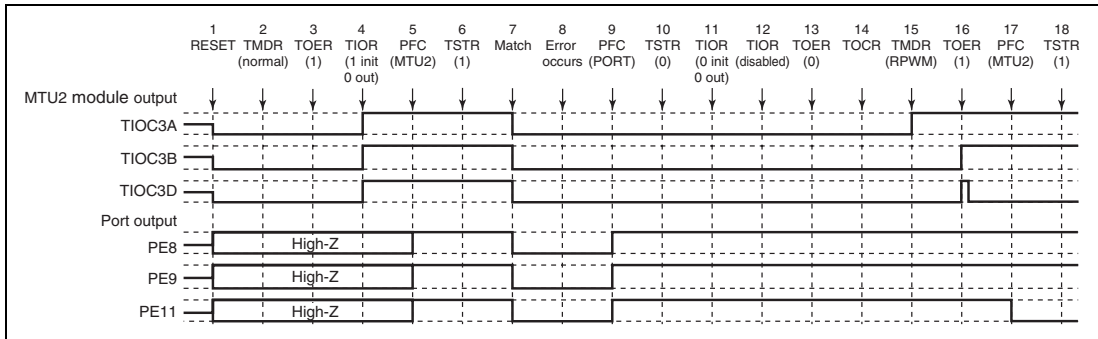 1 2 3 4 5 6 7 8 9 10 11 12 13 14 15 16 17 18
RESET TMDR TOER TIOR PFC TSTR Match Error PFC TSTR TIOR TIOR TOER TOCR TMDR TOER PFC TSTR
(normal) (1) (1 init (MTU2) (1) occurs (PORT) (0) (0 init (disabled) (0) (RPWM) (1) (MTU2) (1)
0 out) 0 out)
MTU2 module output
TIOC3A
TIOC3B
TIOC3D
Port output
PE8 High-Z
PE9 High-Z
PE11 High-Z